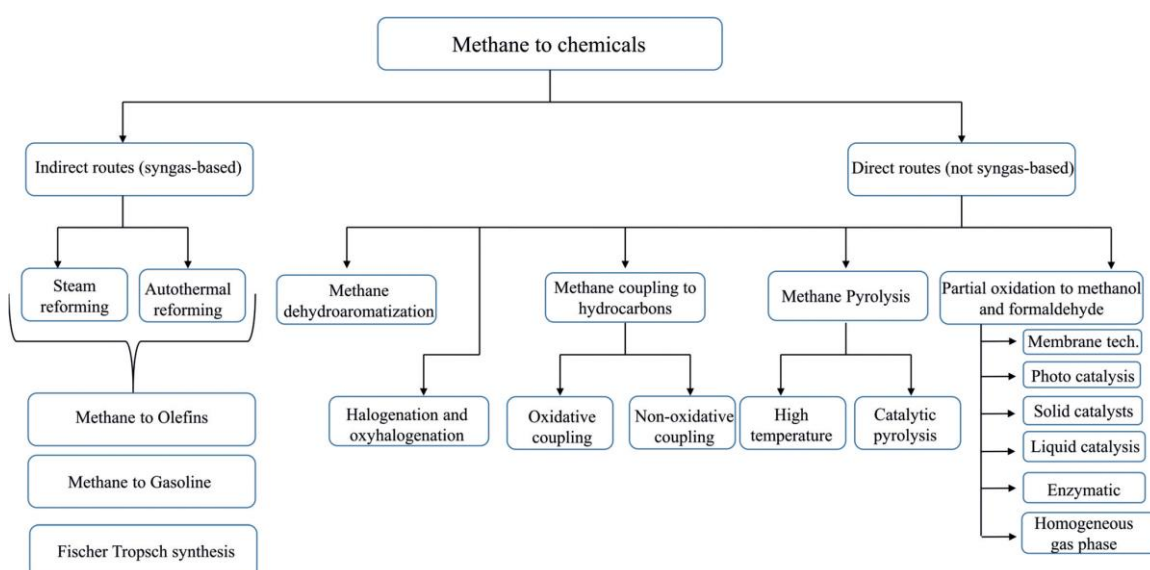 Methane to chemicals
Indirect routes (syngas-based)
Direct routes (not syngas-based)
Steam
reforming
Autothermal
reforming
Methane
dehydroaromatization
Methane coupling to
hydrocarbons
Methane Pyrolysis
Partial oxidation to methanol
and formaldehyde
Membrane tech.
Photo catalysis
Solid catalysts
Liquid catalysis
Enzymatic
Homogeneous
gas phase
Halogenation and
oxyhalogenation
Oxidative
coupling
Non-oxidative
coupling
High
temperature
Catalytic
pyrolysis
Methane to Olefins
Methane to Gasoline
Fischer Tropsch synthesis